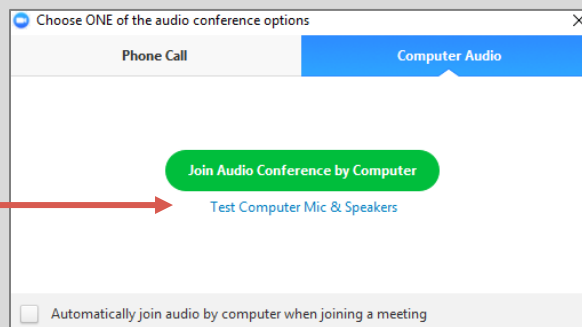 Choose ONE of the audio conference options
Phone Call
Computer Audio
Join Audio Conference by Computer
Test Computer Mic & Speakers
Automatically join audio by computer when joining a meeting